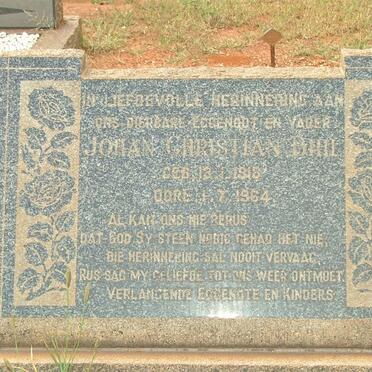 IN LIEFDEVOLLE HERINNERING AAN
ONS DIERBARE EGGENOOT EN VADER
JOHAN CHRISTIAN
GEB. 13.1.1918
OORL. 1.7.1964
AL KAN ONS NIE BERUS
DAT GOD SY STEEN NODIG GEHAD HET NIE,
DIE HERINNERING SAL NOOIT VERVAAG,
RUS SAG MY GELIEFDE TOT ONS WEER ONTMOET
VERLANGENDE EGGENOTE EN KINDERS